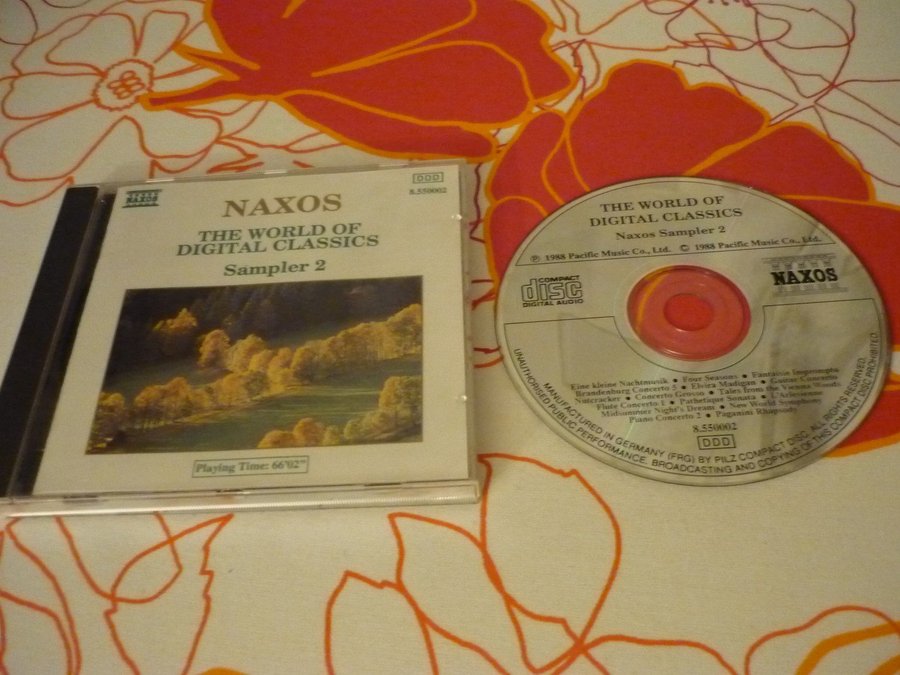 NAXOS
DDD
8.550002
NAXOS
THE WORLD OF
DIGITAL CLASSICS
Sampler 2
Playing Time: 66'02"
THE WORLD OF
DIGITAL CLASSICS
Naxos Sampler 2
℗ 1988 Pacific Music Co., Ltd. © 1988 Pacific Music Co., Ltd.
COMPACT
disc
DIGITAL AUDIO
NAXOS
Eine kleine Nachtmusik • Four Seasons • Fantaisie Impromptu
Brandenburg Concerto 5 • Elvira Madigan • Guitar Concerto
Nutcracker • Concerto Grosso • Tales from the Vienna Woods
Flute Concerto 1 • Pathetique Sonata • L'Arlesienne
Midsummer Night's Dream • New World Symphony
Piano Concerto 2 • Paganini Rhapsody
8.550002
DDD
MANUFACTURED IN GERMANY (FRG) BY PILZ COMPACT DISC. ALL RIGHTS RESERVED.
UNAUTHORISED PUBLIC PERFORMANCE, BROADCASTING AND COPYING OF THIS COMPACT DISC PROHIBITED